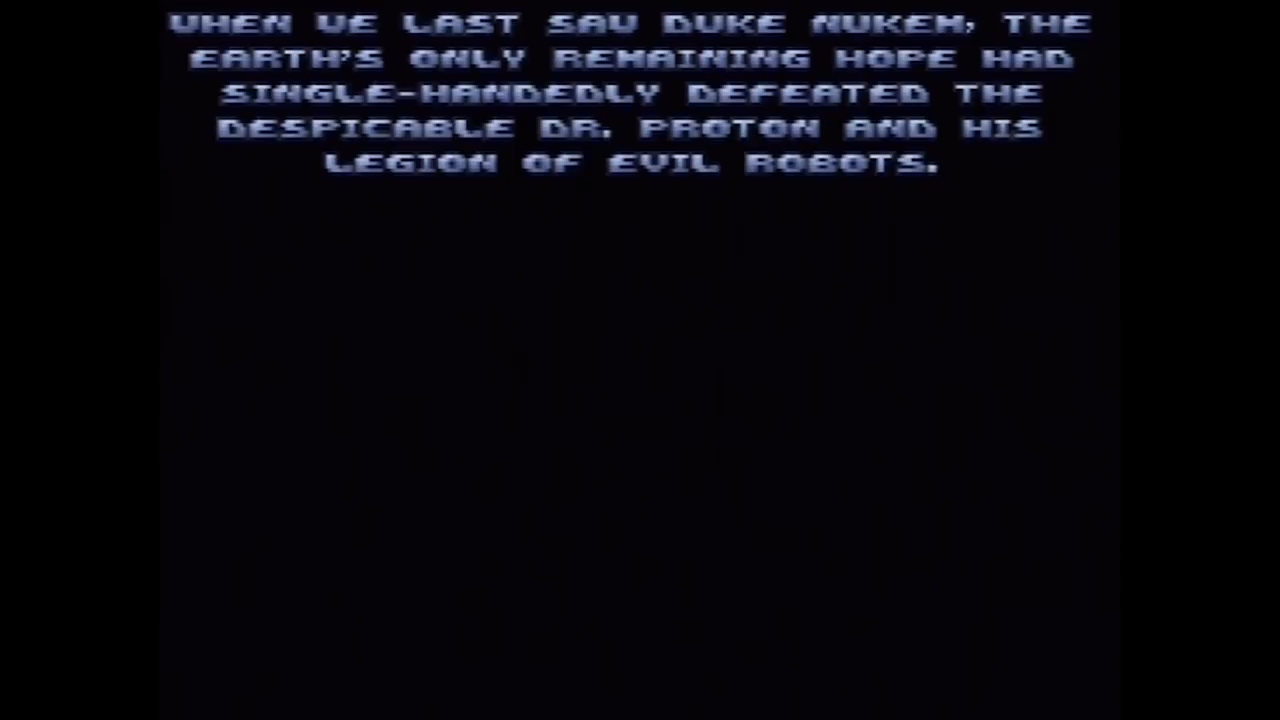 WHEN WE LAST SAW DUKE NUKEM, THE
EARTH'S ONLY REMAINING HOPE HAD
SINGLE-HANDEDLY DEFEATED THE
DESPICABLE DR. PROTON AND HIS
LEGION OF EVIL ROBOTS.